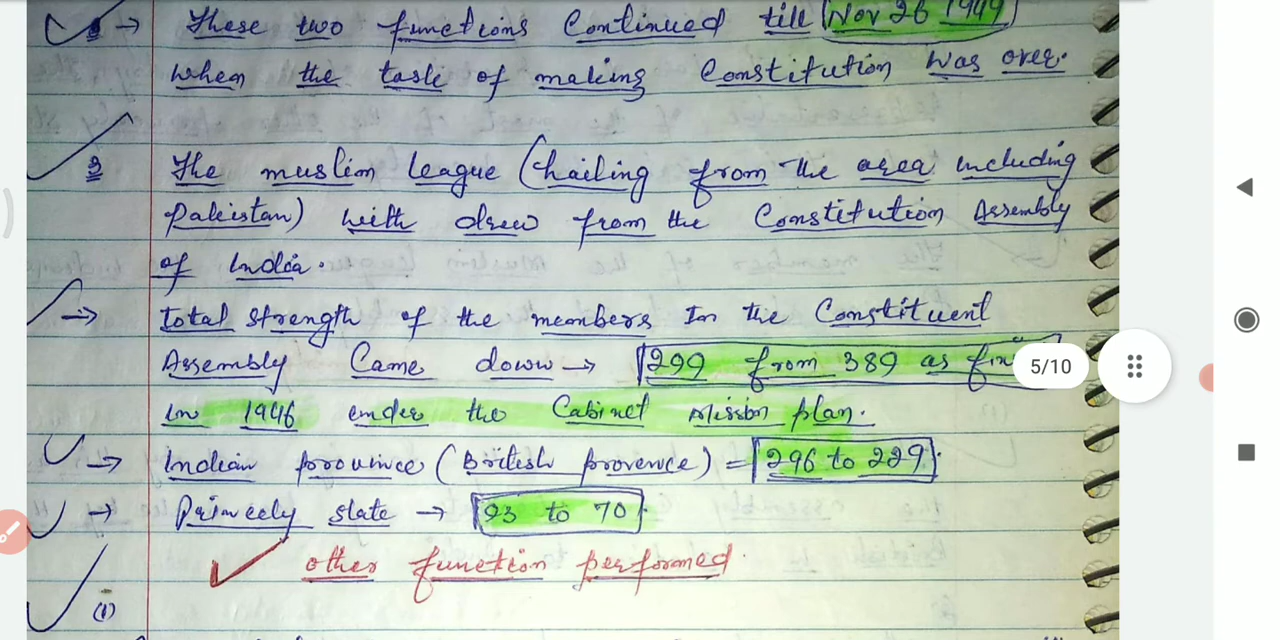 → These two functions Continued till Nov 26 1949
when the task of making Constitution was over.
3 The muslim League (hailing from the area including
Pakistan) with drew from the Constitution Assembly
of India.
→ total strength of the members In the Constituent
Assembly Came down → 299 from 389 as
In 1946 under the Cabinet Mission plan.
→ Indian province (British provence) = 296 to 229.
→ Princely state → 93 to 70.
other function performed.
(1)
5/10